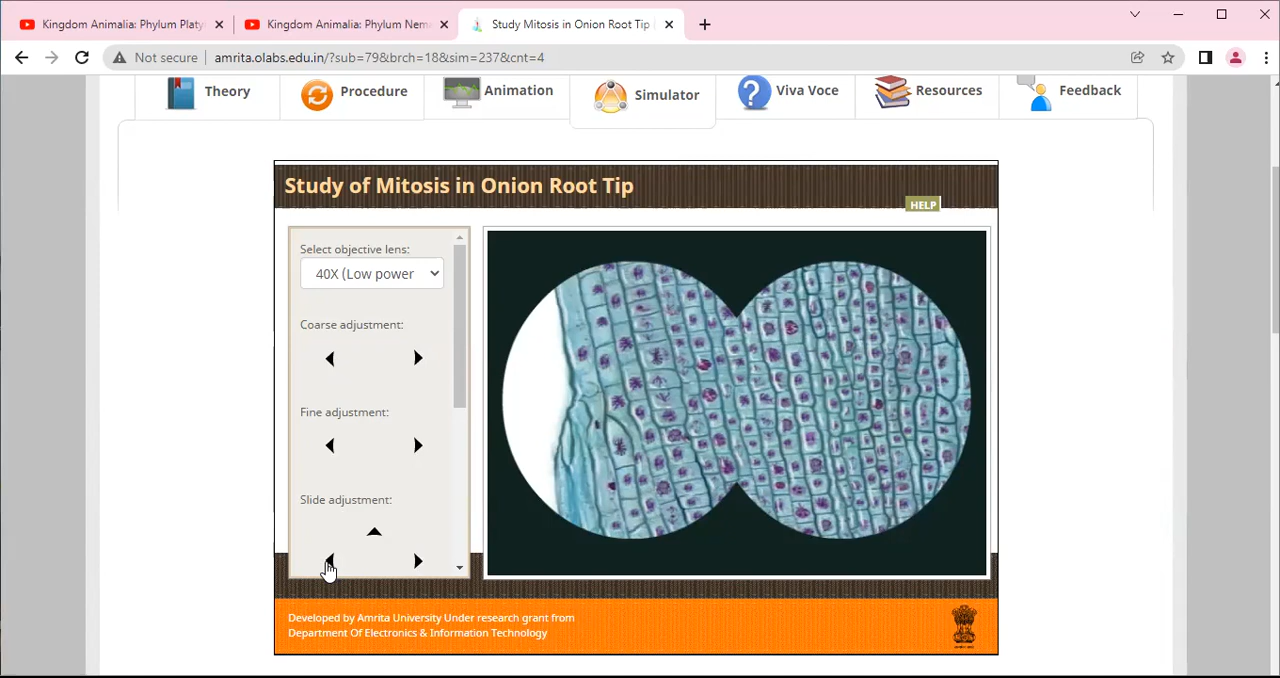 Kingdom Animalia: Phylum Platy
Kingdom Animalia: Phylum Nema
Study Mitosis in Onion Root Tip
Not secure
amrita.olabs.edu.in/?sub=79&brch=18&sim=237&cnt=4
Theory
Procedure
Animation
Simulator
Viva Voce
Resources
Feedback
Study of Mitosis in Onion Root Tip
HELP
Select objective lens:
40X (Low power
Coarse adjustment:
Fine adjustment:
Slide adjustment:
Developed by Amrita University Under research grant from
Department Of Electronics & Information Technology